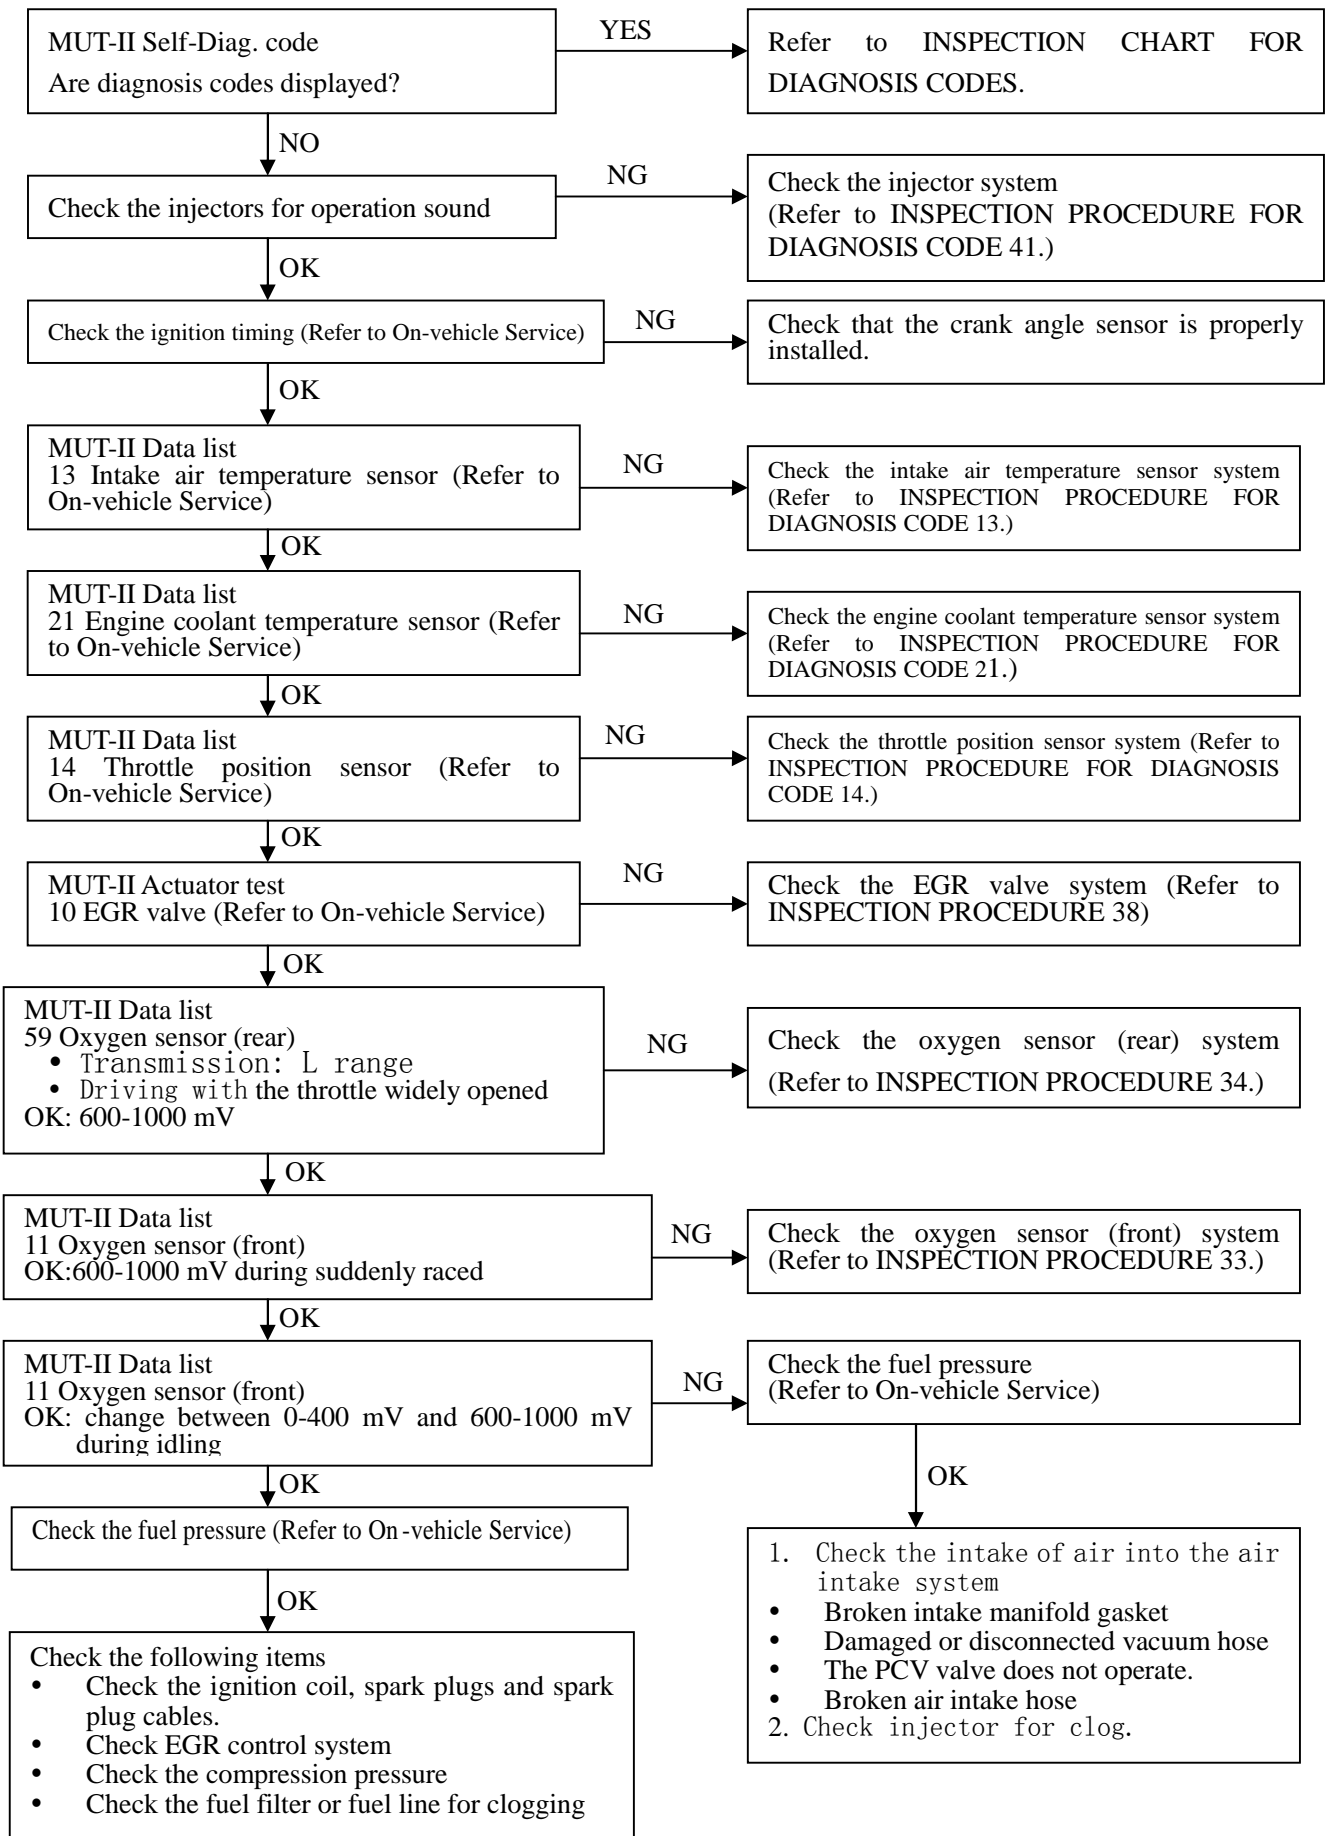 MUT-II Self-Diag. code
Are diagnosis codes displayed?
YES
Refer to INSPECTION CHART FOR
DIAGNOSIS CODES.
NO
Check the injectors for operation sound
NG
Check the injector system
(Refer to INSPECTION PROCEDURE FOR
DIAGNOSIS CODE 41.)
OK
Check the ignition timing (Refer to On-vehicle Service)
NG
Check that the crank angle sensor is properly
installed.
OK
MUT-II Data list
13 Intake air temperature sensor (Refer to
On-vehicle Service)
NG
Check the intake air temperature sensor system
(Refer to INSPECTION PROCEDURE FOR
DIAGNOSIS CODE 13.)
OK
MUT-II Data list
21 Engine coolant temperature sensor (Refer
to On-vehicle Service)
NG
Check the engine coolant temperature sensor system
(Refer to INSPECTION PROCEDURE FOR
DIAGNOSIS CODE 21.)
OK
MUT-II Data list
14 Throttle position sensor (Refer to
On-vehicle Service)
NG
Check the throttle position sensor system (Refer to
INSPECTION PROCEDURE FOR DIAGNOSIS
CODE 14.)
OK
MUT-II Actuator test
10 EGR valve (Refer to On-vehicle Service)
NG
Check the EGR valve system (Refer to
INSPECTION PROCEDURE 38)
OK
MUT-II Data list
59 Oxygen sensor (rear)
• Transmission: L range
• Driving with the throttle widely opened
OK: 600-1000 mV
NG
Check the oxygen sensor (rear) system
(Refer to INSPECTION PROCEDURE 34.)
OK
MUT-II Data list
11 Oxygen sensor (front)
OK:600-1000 mV during suddenly raced
NG
Check the oxygen sensor (front) system
(Refer to INSPECTION PROCEDURE 33.)
OK
MUT-II Data list
11 Oxygen sensor (front)
OK: change between 0-400 mV and 600-1000 mV
during idling
NG
Check the fuel pressure
(Refer to On-vehicle Service)
OK
Check the fuel pressure (Refer to On-vehicle Service)
OK
1. Check the intake of air into the air
intake system
• Broken intake manifold gasket
• Damaged or disconnected vacuum hose
• The PCV valve does not operate.
• Broken air intake hose
2. Check injector for clog.
OK
Check the following items
• Check the ignition coil, spark plugs and spark
plug cables.
• Check EGR control system
• Check the compression pressure
• Check the fuel filter or fuel line for clogging